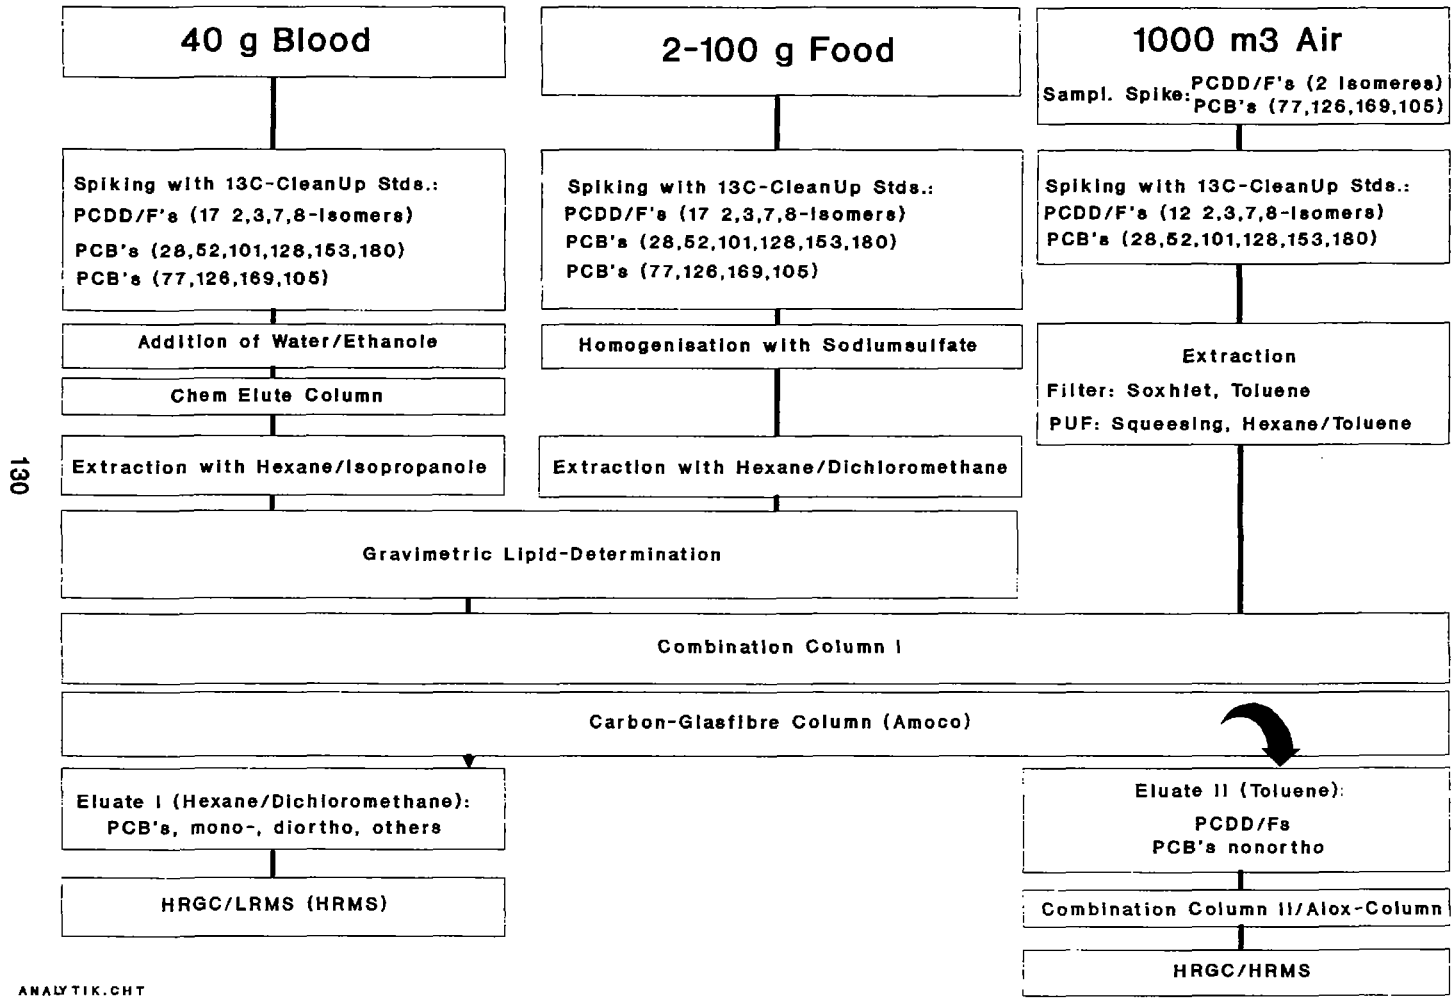 40 g Blood
2-100 g Food
1000 m3 Air
Sampl. Spike: PCDD/F's (2 Isomeres)
PCB's (77,126,169,105)
Spiking with 13C-CleanUp Stds.:
PCDD/F's (17 2,3,7,8-Isomers)
PCB's (28,52,101,128,153,180)
PCB's (77,126,169,105)
Spiking with 13C-CleanUp Stds.:
PCDD/F's (17 2,3,7,8-Isomers)
PCB's (28,52,101,128,153,180)
PCB's (77,126,169,105)
Spiking with 13C-CleanUp Stds.:
PCDD/F's (12 2,3,7,8-Isomers)
PCB's (28,52,101,128,153,180)
Addition of Water/Ethanole
Chem Elute Column
Extraction with Hexane/Isopropanole
Homogenisation with Sodiumsulfate
Extraction with Hexane/Dichloromethane
Extraction
Filter: Soxhlet, Toluene
PUF: Squeesing, Hexane/Toluene
Gravimetric Lipid-Determination
Combination Column I
Carbon-Glasfibre Column (Amoco)
Eluate I (Hexane/Dichloromethane):
PCB's, mono-, diortho, others
HRGC/LRMS (HRMS)
Eluate II (Toluene):
PCDD/Fs
PCB's nonortho
Combination Column II/Alox-Column
HRGC/HRMS
130
ANALYTIK.CHT